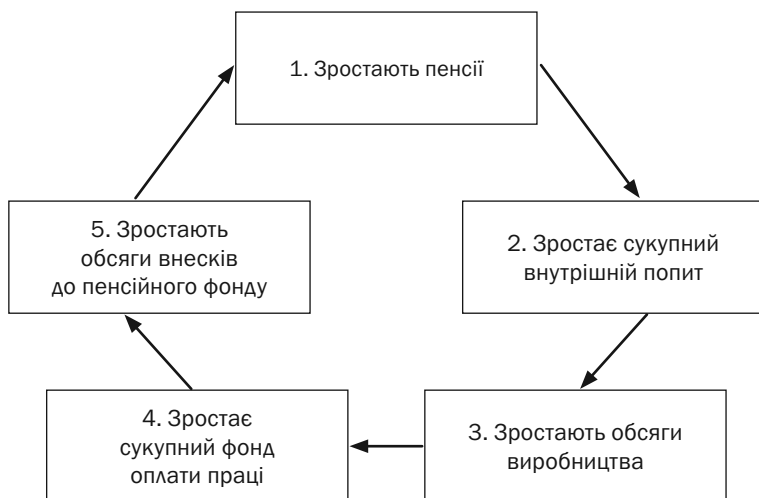 1. Зростають пенсії
2. Зростає сукупний
внутрішній попит
3. Зростають обсяги
виробництва
4. Зростає
сукупний фонд
оплати праці
5. Зростають
обсяги внесків
до пенсійного фонду